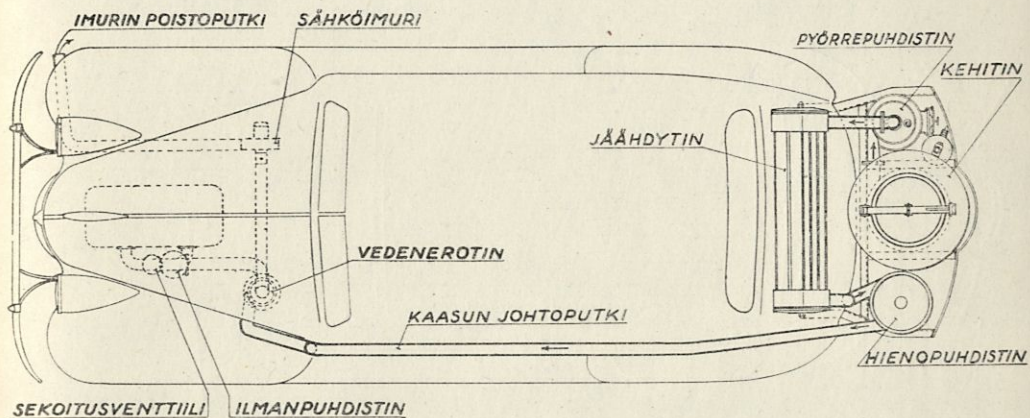 IMURIN POISTOPUTKI
SÄHKÖIMURI
PYÖRREPUHDISTIN
KEHITIN
JÄÄHDYTIN
VEDENEROTIN
KAASUN JOHTOPUTKI
HIENOPUHDISTIN
SEKOITUSVENTTIILI
ILMANPUHDISTIN